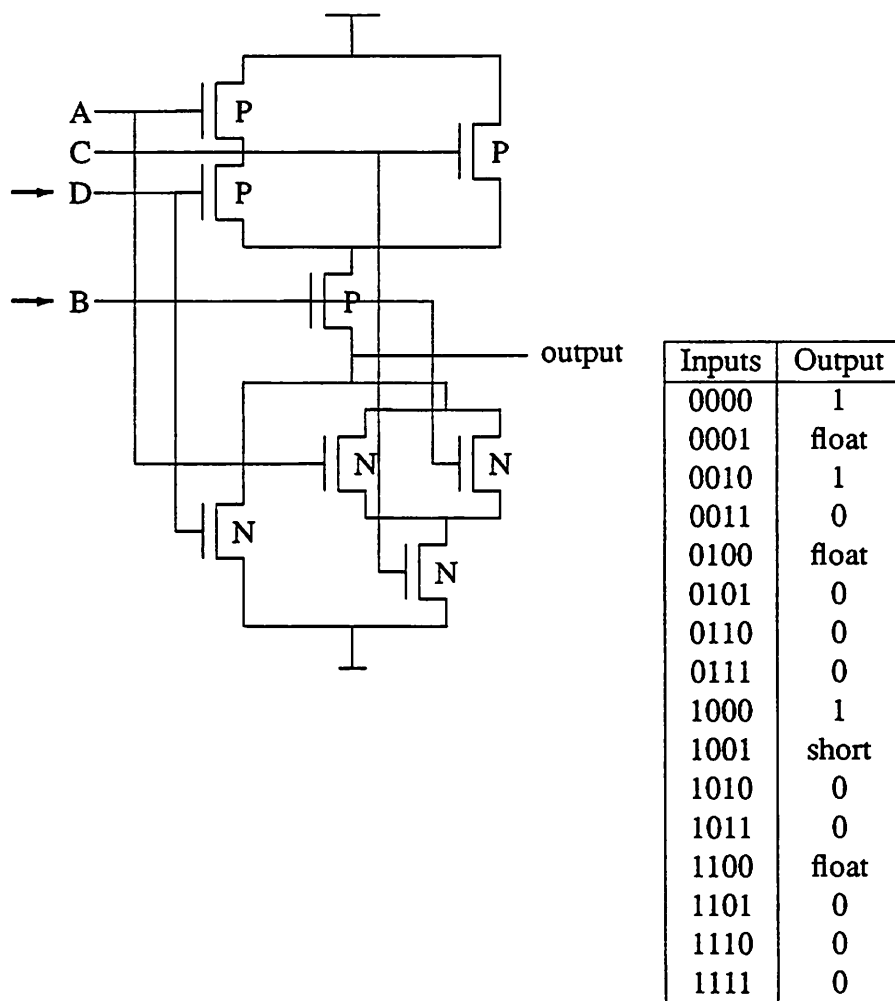 A P
C P
D P
B P
output
N N
N
N
Inputs Output
0000 1
0001 float
0010 1
0011 0
0100 float
0101 0
0110 0
0111 0
1000 1
1001 short
1010 0
1011 0
1100 float
1101 0
1110 0
1111 0